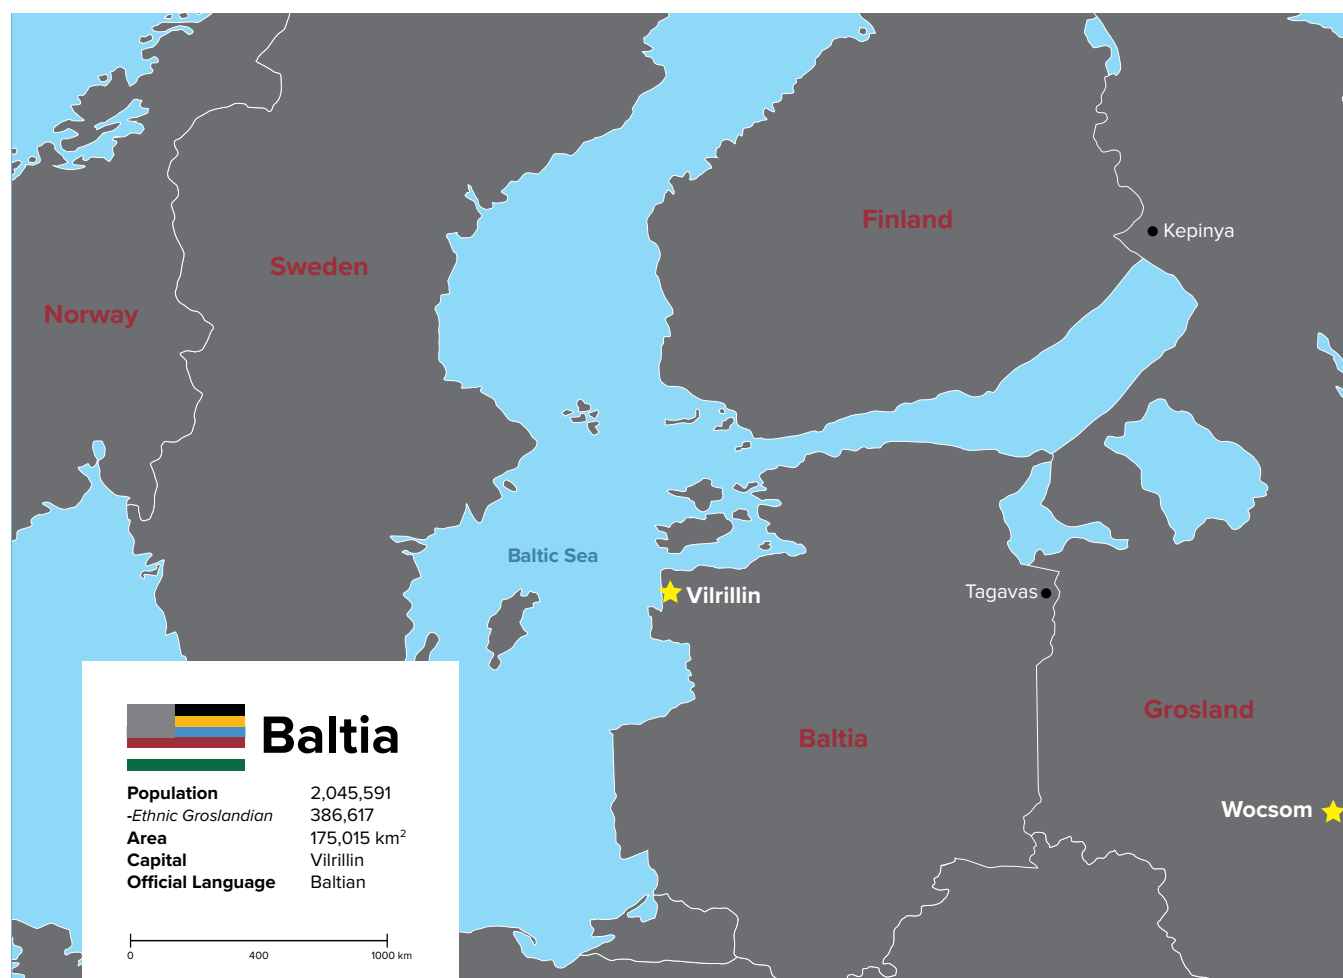 Finland
Kepinya
Sweden
Norway
Baltic Sea
Vilrillin
Tagavas
Grosland
Baltia
Wocsom
Baltia
Population 2,045,591
-Ethnic Groslandian 386,617
Area 175,015 km²
Capital Vilrillin
Official Language Baltian
0 400 1000 km